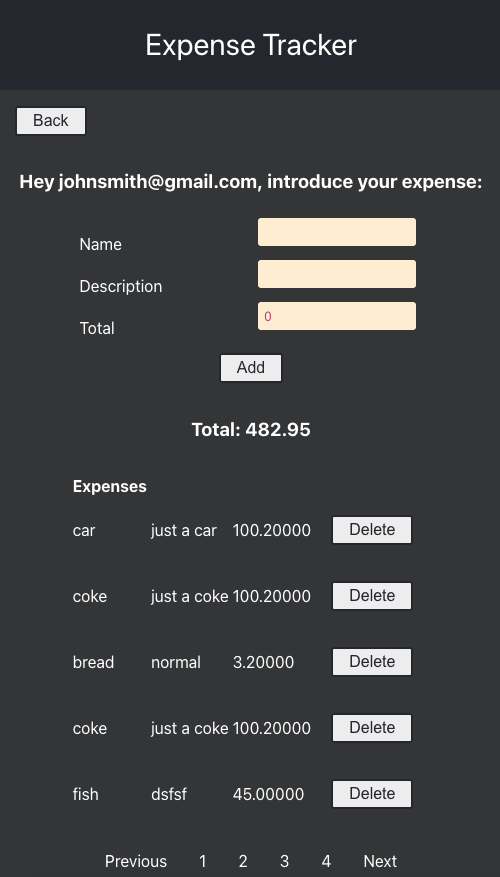 Expense Tracker
Back
Hey johnsmith@gmail.com, introduce your expense:
Name
Description
Total 0
Add
Total: 482.95
Expenses
car just a car 100.20000 Delete
coke just a coke 100.20000 Delete
bread normal 3.20000 Delete
coke just a coke 100.20000 Delete
fish dsfsf 45.00000 Delete
Previous 1 2 3 4 Next